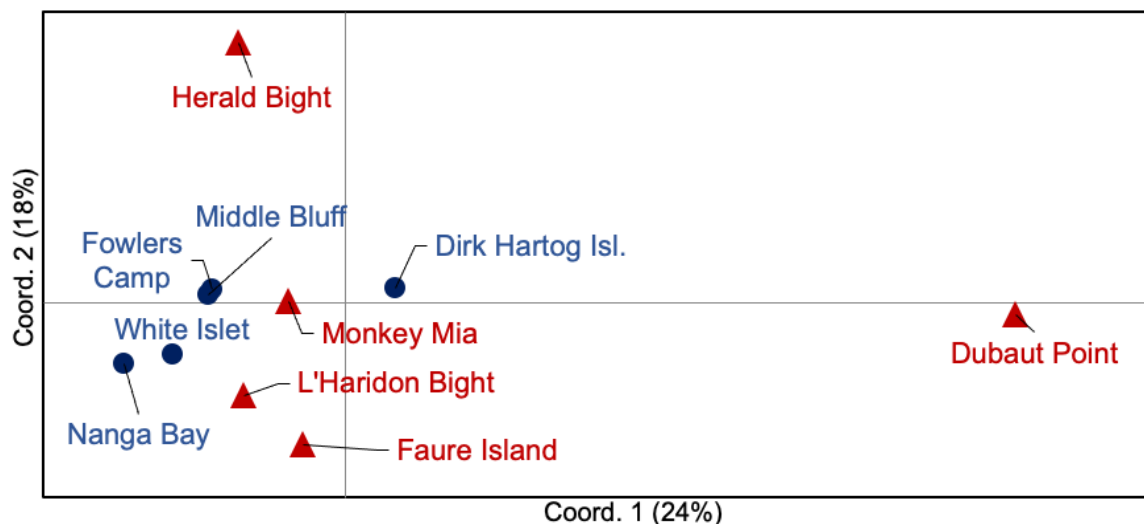 Herald Bight
Middle Bluff
Fowlers
Camp
Dirk Hartog Isl.
White Islet
Monkey Mia
Dubaut Point
L'Haridon Bight
Nanga Bay
Faure Island
Coord. 2 (18%)
Coord. 1 (24%)